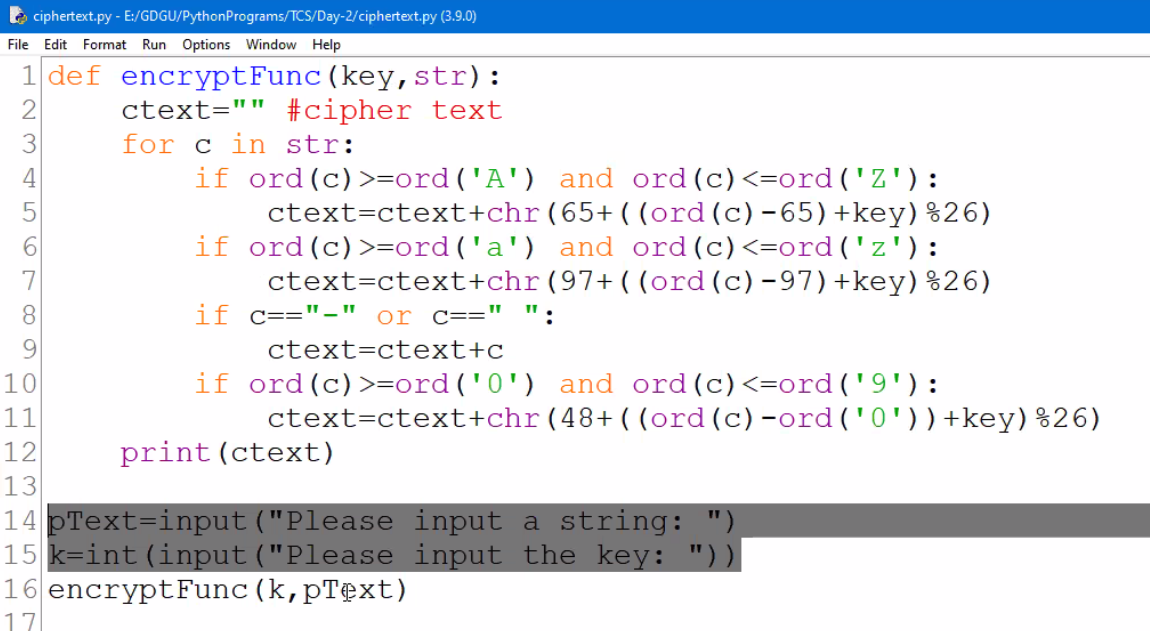 ciphertext.py - E:/GDGU/PythonPrograms/TCS/Day-2/ciphertext.py (3.9.0)
File Edit Format Run Options Window Help
1 def encryptFunc(key,str):
2     ctext="" #cipher text
3     for c in str:
4         if ord(c)>=ord('A') and ord(c)<=ord('Z'):
5             ctext=ctext+chr(65+((ord(c)-65)+key)%26)
6         if ord(c)>=ord('a') and ord(c)<=ord('z'):
7             ctext=ctext+chr(97+((ord(c)-97)+key)%26)
8         if c=="-" or c==" ":
9             ctext=ctext+c
10         if ord(c)>=ord('0') and ord(c)<=ord('9'):
11             ctext=ctext+chr(48+((ord(c)-ord('0'))+key)%26)
12     print(ctext)
13
14 pText=input("Please input a string: ")
15 k=int(input("Please input the key: "))
16 encryptFunc(k,pText)
17